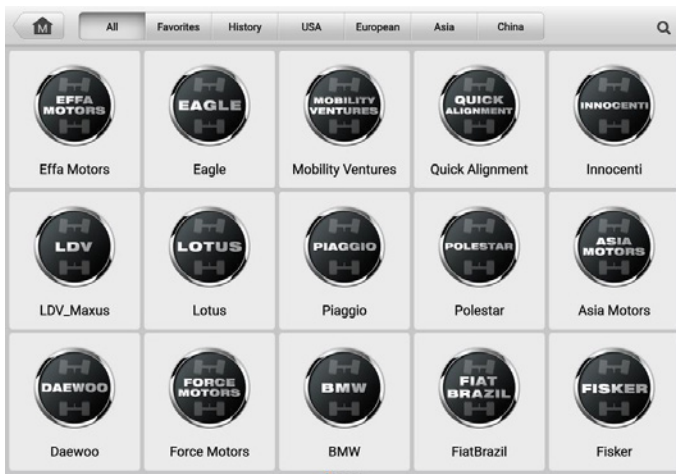 M All Favorites History USA European Asia China
EFFA MOTORS
EAGLE
MOBILITY VENTURES
QUICK ALIGNMENT
INNOCENTI
Effa Motors
Eagle
Mobility Ventures
Quick Alignment
Innocenti
LDV
LOTUS
PIAGGIO
POLESTAR
ASIA MOTORS
LDV_Maxus
Lotus
Piaggio
Polestar
Asia Motors
DAEWOO
FORCE MOTORS
BMW
FIAT BRAZIL
FISKER
Daewoo
Force Motors
BMW
FiatBrazil
Fisker